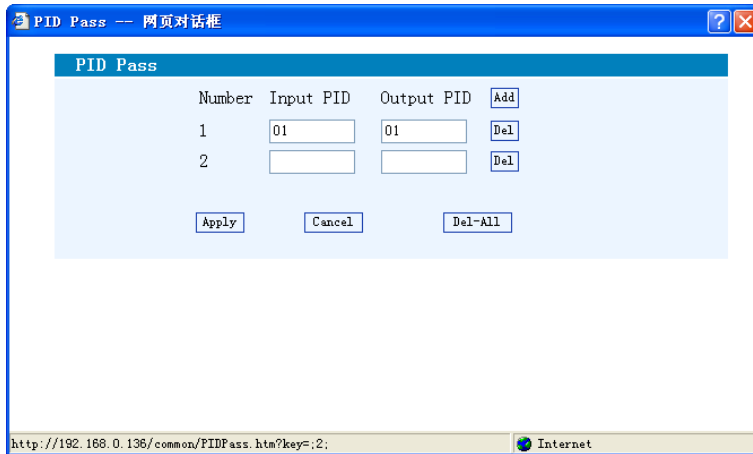 PID Pass -- 网页对话框
PID Pass
Number Input PID Output PID Add
1 01 01 Del
2 Del
Apply Cancel Del-All
http://192.168.0.136/common/PIDPass.htm?key=;2; Internet